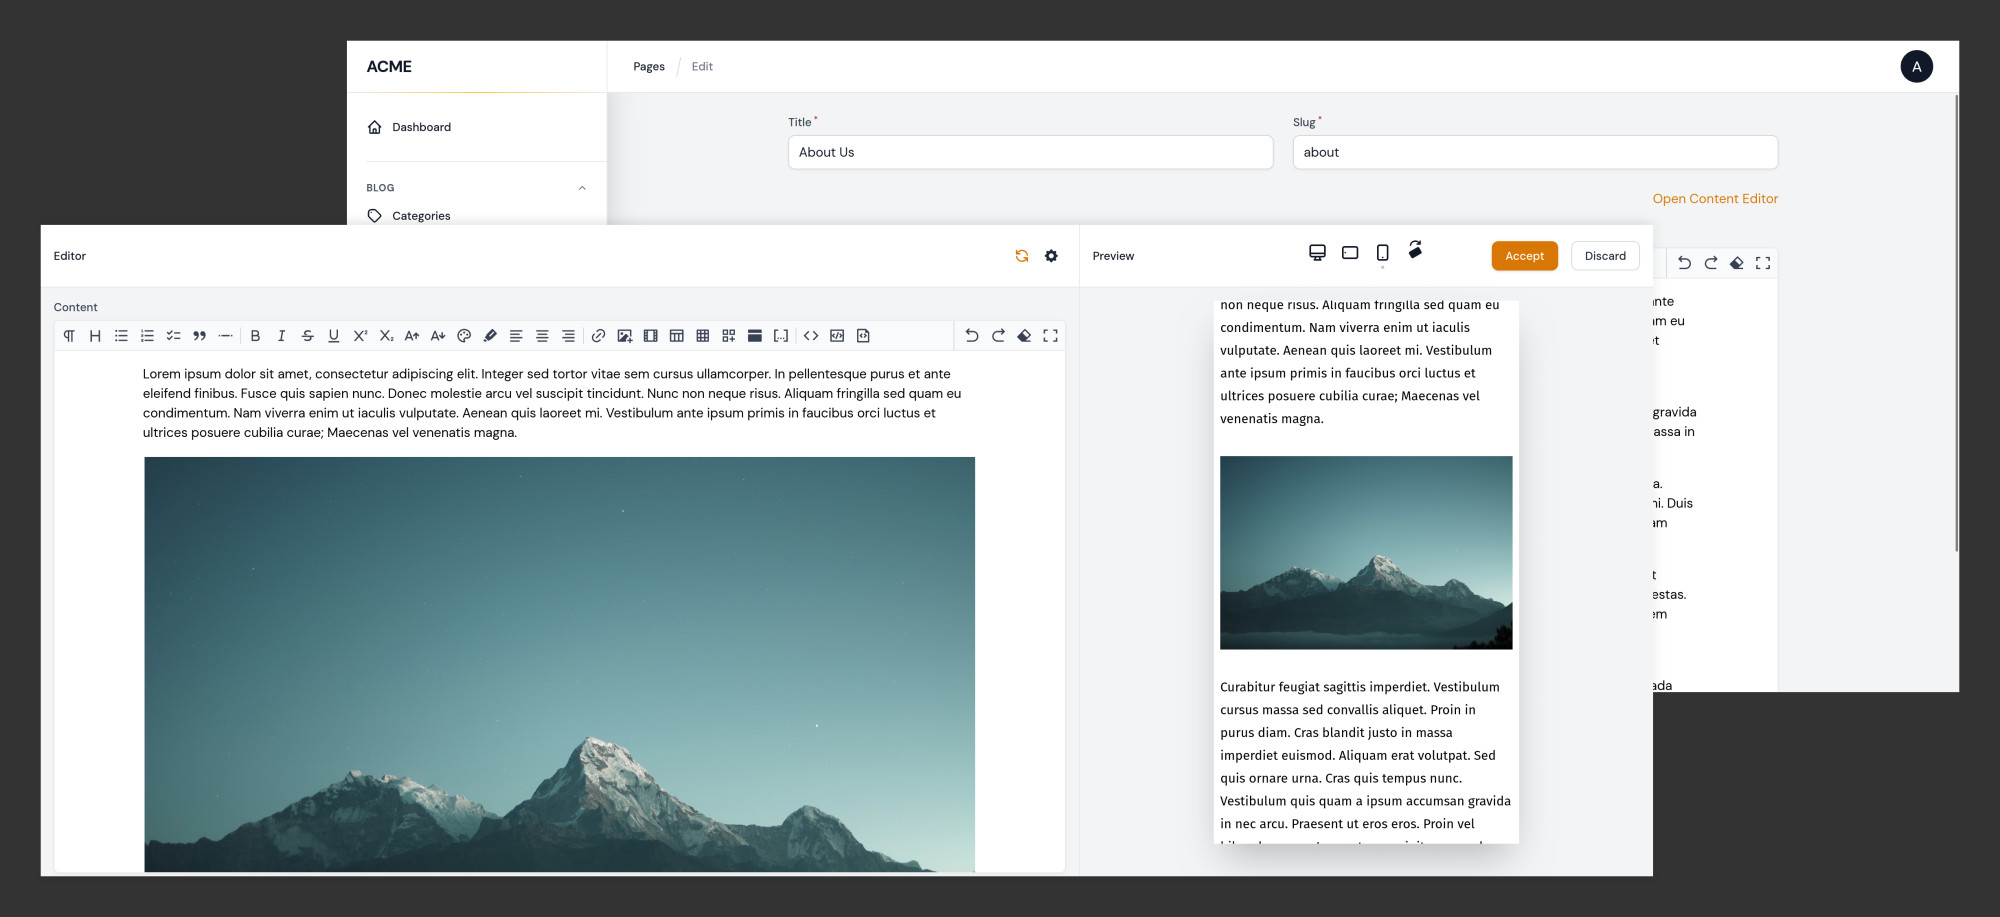 ACME
Pages / Edit
A
Dashboard
BLOG
Categories
Title*
About Us
Slug*
about
Open Content Editor
Editor
Content
Lorem ipsum dolor sit amet, consectetur adipiscing elit. Integer sed tortor vitae sem cursus ullamcorper. In pellentesque purus et ante
eleifend finibus. Fusce quis sapien nunc. Donec molestie arcu vel suscipit tincidunt. Nunc non neque risus. Aliquam fringilla sed quam eu
condimentum. Nam viverra enim ut iaculis vulputate. Aenean quis laoreet mi. Vestibulum ante ipsum primis in faucibus orci luctus et
ultrices posuere cubilia curae; Maecenas vel venenatis magna.
Preview
Accept
Discard
non neque risus. Aliquam fringilla sed quam eu
condimentum. Nam viverra enim ut iaculis
vulputate. Aenean quis laoreet mi. Vestibulum
ante ipsum primis in faucibus orci luctus et
ultrices posuere cubilia curae; Maecenas vel
venenatis magna.
Curabitur feugiat sagittis imperdiet. Vestibulum
cursus massa sed convallis aliquet. Proin in
purus diam. Cras blandit justo in massa
imperdiet euismod. Aliquam erat volutpat. Sed
quis ornare urna. Cras quis tempus nunc.
Vestibulum quis quam a ipsum accumsan gravida
in nec arcu. Praesent ut eros eros. Proin vel
ante
am eu
et
gravida
assa in
a.
mi. Duis
am
t
estas.
em
ada